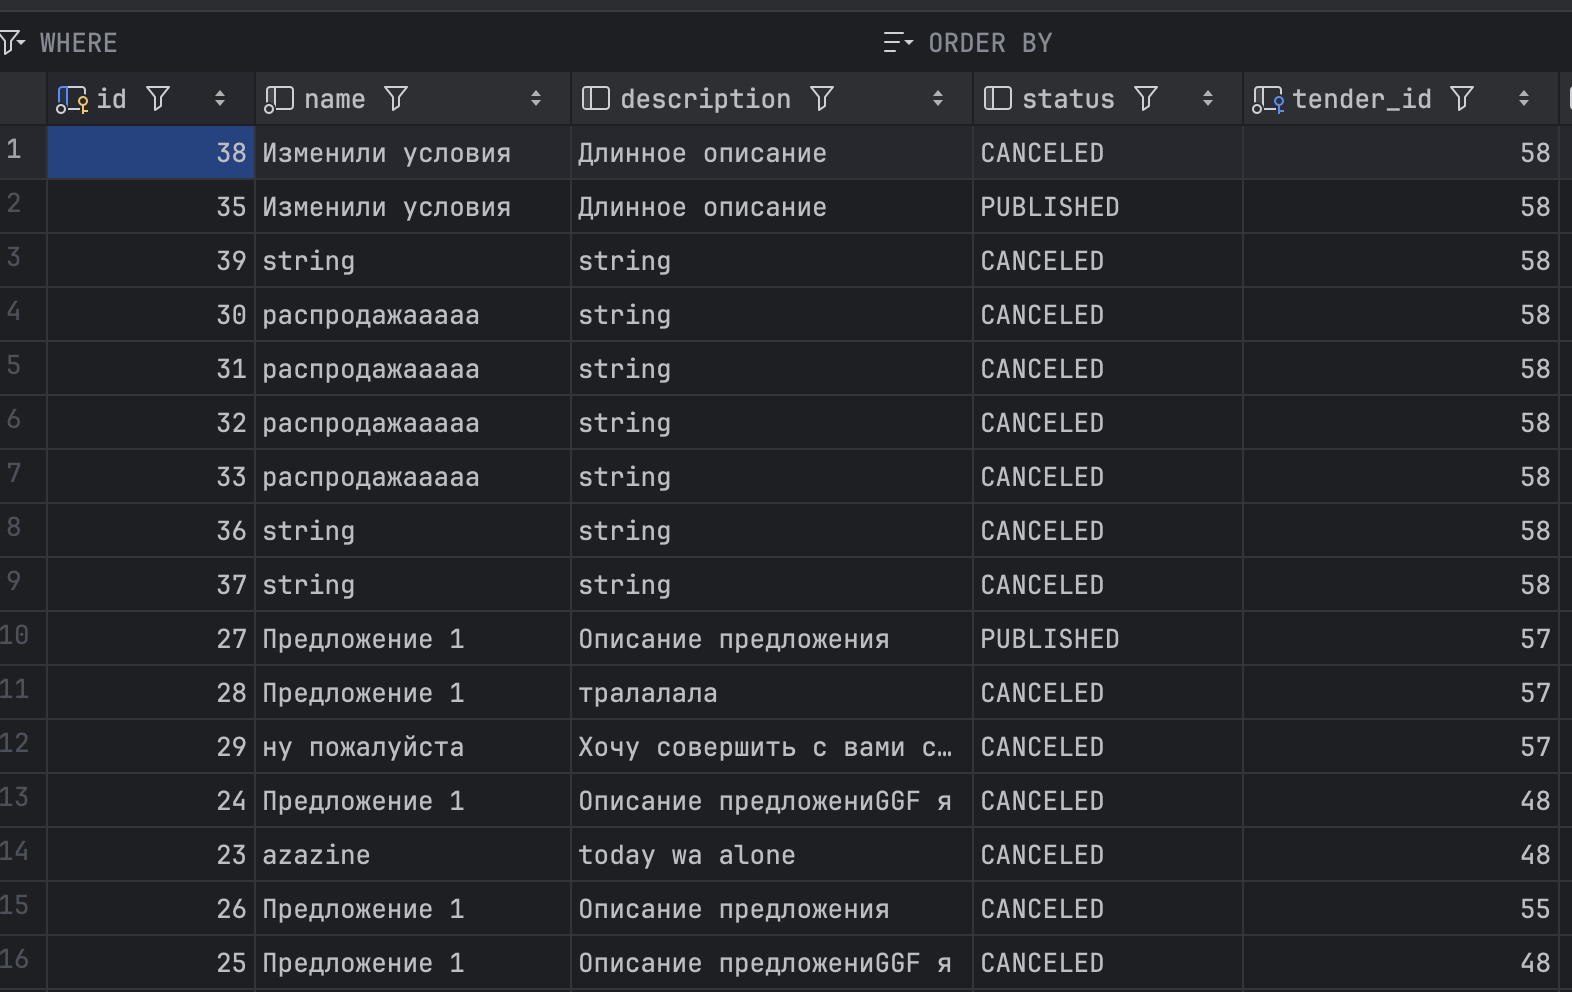 WHERE ORDER BY
id name description status tender_id
1 38 Изменили условия Длинное описание CANCELED 58
2 35 Изменили условия Длинное описание PUBLISHED 58
3 39 string string CANCELED 58
4 30 распродажааааа string CANCELED 58
5 31 распродажааааа string CANCELED 58
6 32 распродажааааа string CANCELED 58
7 33 распродажааааа string CANCELED 58
8 36 string string CANCELED 58
9 37 string string CANCELED 58
10 27 Предложение 1 Описание предложения PUBLISHED 57
11 28 Предложение 1 тралалала CANCELED 57
12 29 ну пожалуйста Хочу совершить с вами с… CANCELED 57
13 24 Предложение 1 Описание предложениGGF я CANCELED 48
14 23 azazine today wa alone CANCELED 48
15 26 Предложение 1 Описание предложения CANCELED 55
16 25 Предложение 1 Описание предложениGGF я CANCELED 48